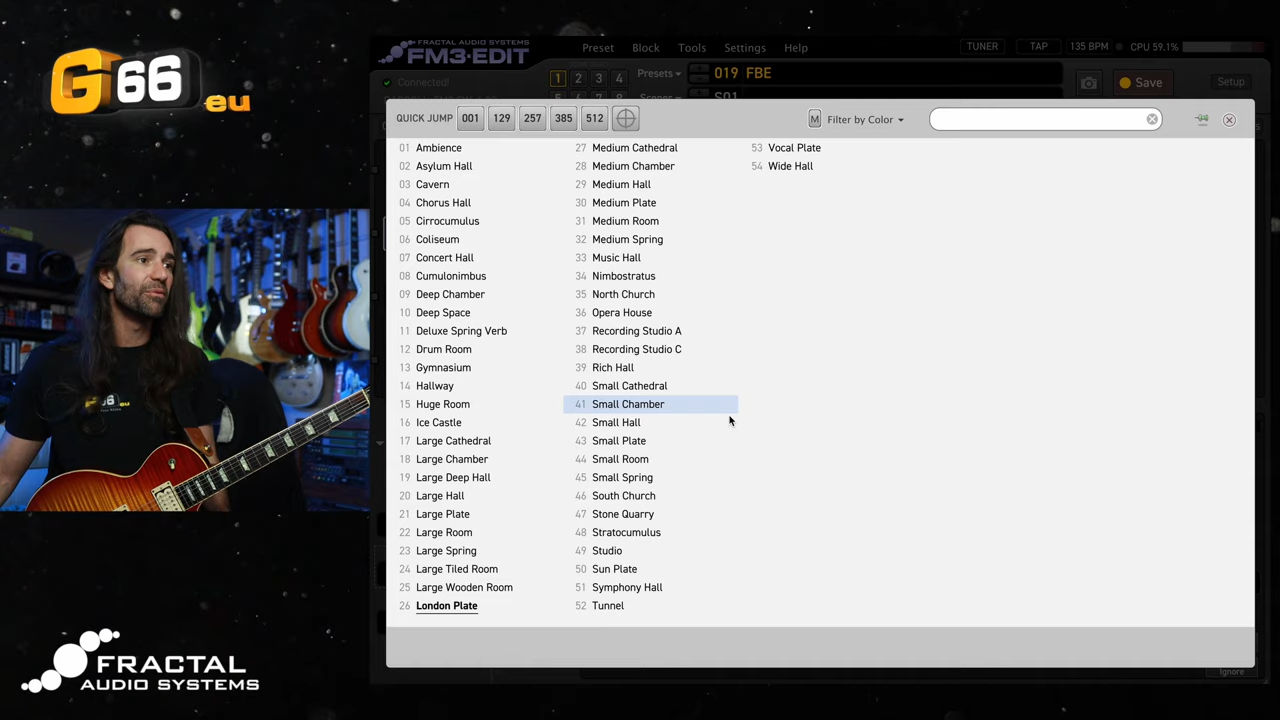 G66
.eu
FRACTAL AUDIO SYSTEMS
FM3-EDIT
Preset Block Tools Settings Help
TUNER TAP 135 BPM CPU 59.1%
Connected!
1 2 3 4
Presets
019 FBE
Save
Setup
QUICK JUMP 001 129 257 385 512
M Filter by Color
01 Ambience
02 Asylum Hall
03 Cavern
04 Chorus Hall
05 Cirrocumulus
06 Coliseum
07 Concert Hall
08 Cumulonimbus
09 Deep Chamber
10 Deep Space
11 Deluxe Spring Verb
12 Drum Room
13 Gymnasium
14 Hallway
15 Huge Room
16 Ice Castle
17 Large Cathedral
18 Large Chamber
19 Large Deep Hall
20 Large Hall
21 Large Plate
22 Large Room
23 Large Spring
24 Large Tiled Room
25 Large Wooden Room
26 London Plate
27 Medium Cathedral
28 Medium Chamber
29 Medium Hall
30 Medium Plate
31 Medium Room
32 Medium Spring
33 Music Hall
34 Nimbostratus
35 North Church
36 Opera House
37 Recording Studio A
38 Recording Studio C
39 Rich Hall
40 Small Cathedral
41 Small Chamber
42 Small Hall
43 Small Plate
44 Small Room
45 Small Spring
46 South Church
47 Stone Quarry
48 Stratocumulus
49 Studio
50 Sun Plate
51 Symphony Hall
52 Tunnel
53 Vocal Plate
54 Wide Hall
Ignore
FRACTAL
AUDIO SYSTEMS